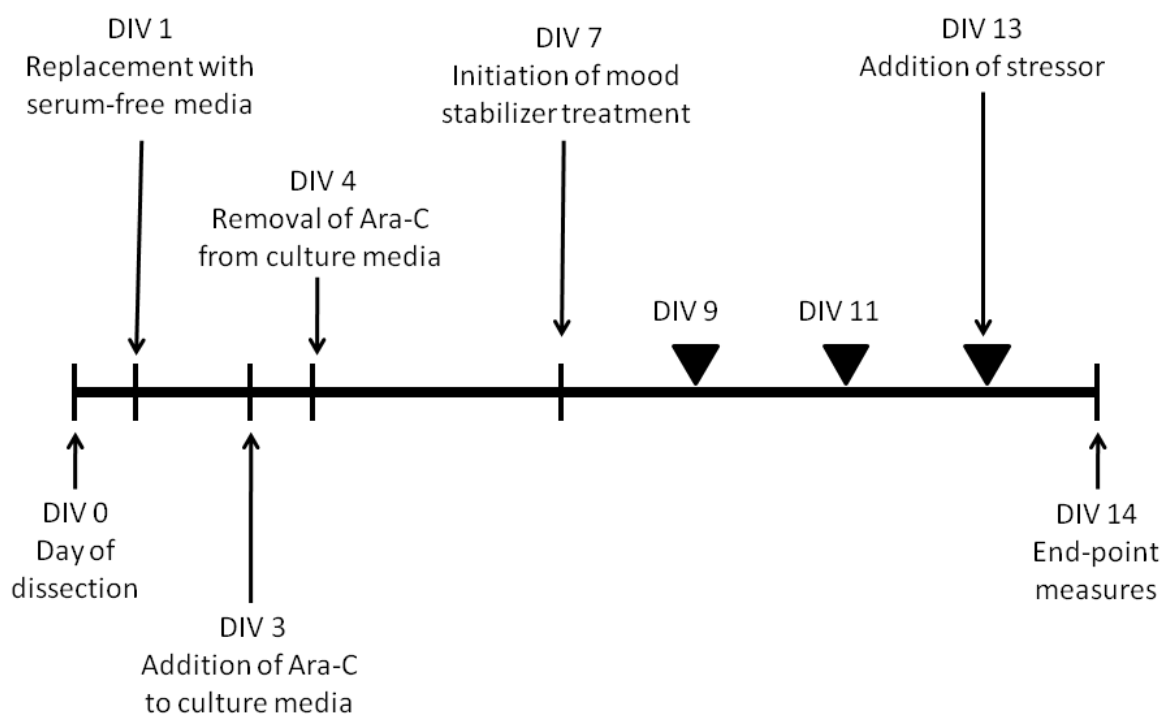 DIV 1
Replacement with
serum-free media
DIV 4
Removal of Ara-C
from culture media
DIV 7
Initiation of mood
stabilizer treatment
DIV 9
DIV 11
DIV 13
Addition of stressor
DIV 0
Day of
dissection
DIV 3
Addition of Ara-C
to culture media
DIV 14
End-point
measures